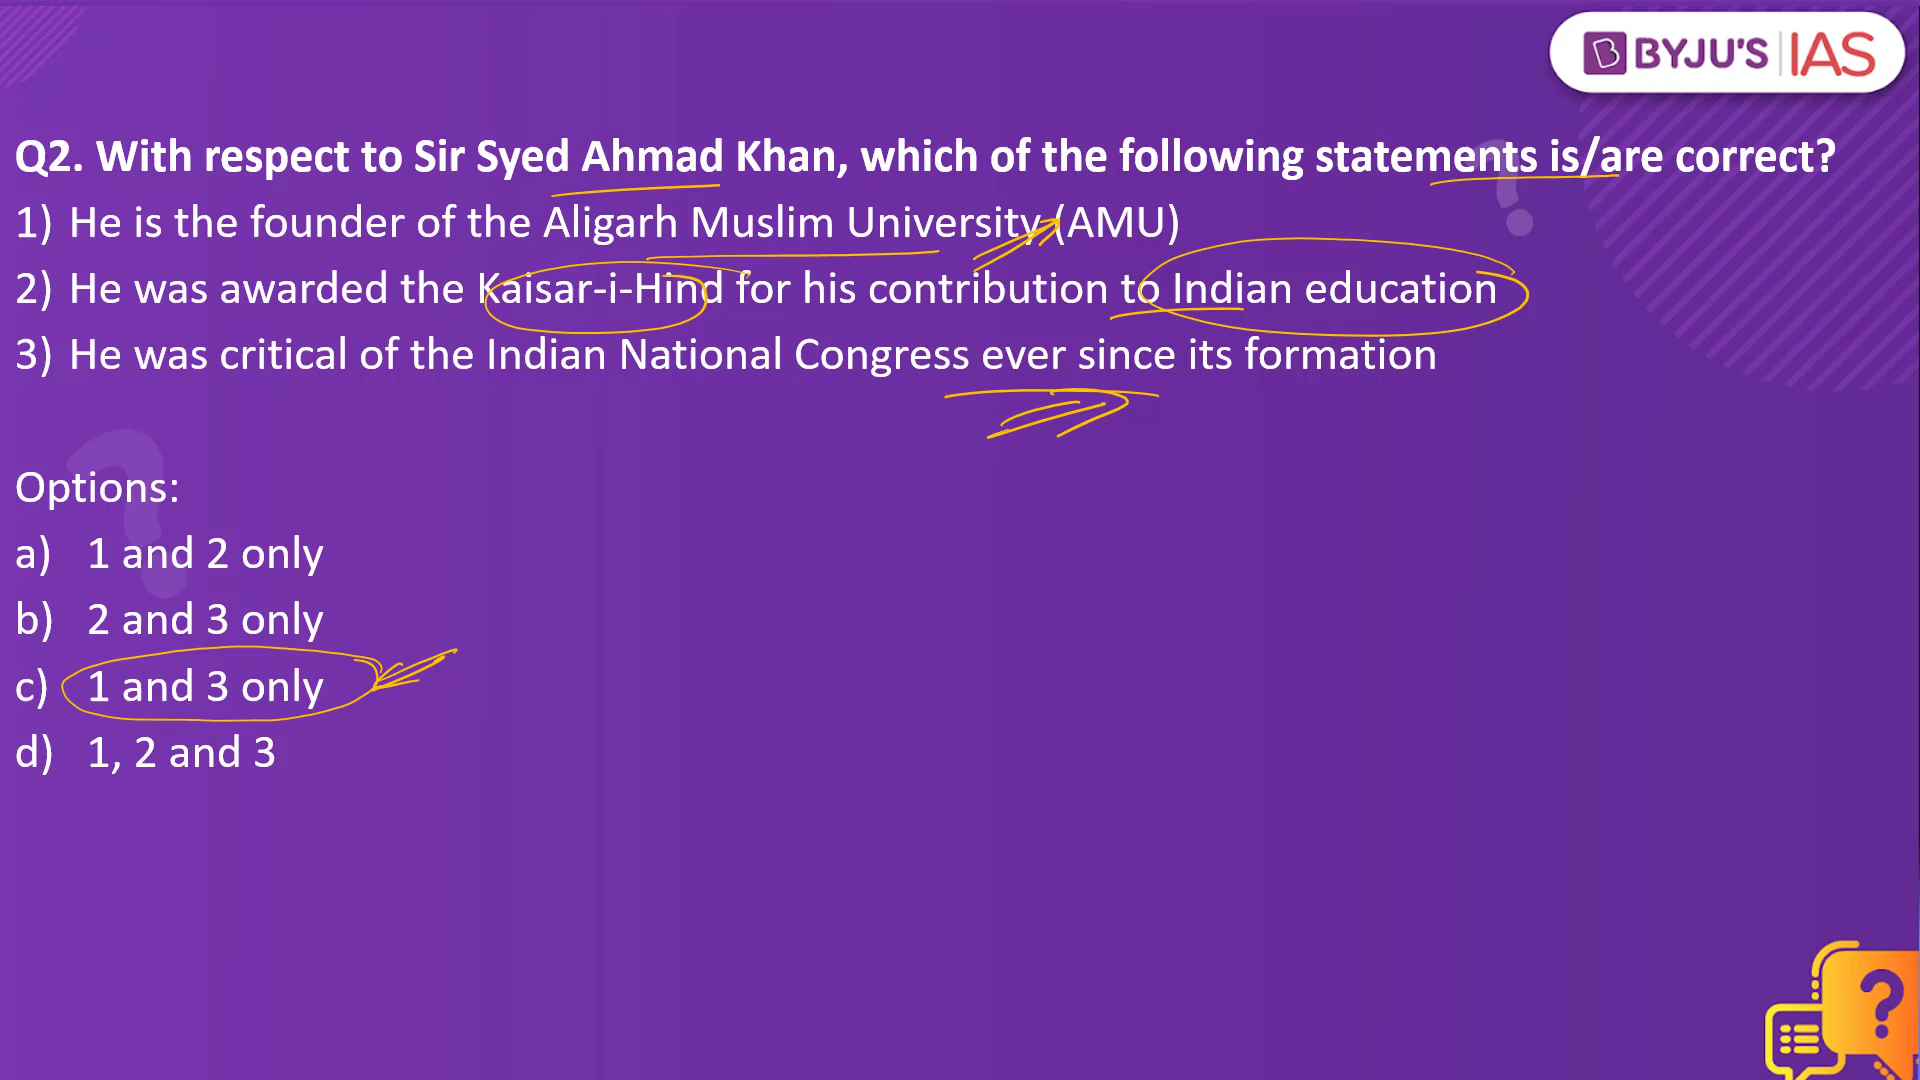 BYJU'S IAS
Q2. With respect to Sir Syed Ahmad Khan, which of the following statements is/are correct?
1) He is the founder of the Aligarh Muslim University (AMU)
2) He was awarded the Kaisar-i-Hind for his contribution to Indian education
3) He was critical of the Indian National Congress ever since its formation
Options:
a) 1 and 2 only
b) 2 and 3 only
c) 1 and 3 only
d) 1, 2 and 3